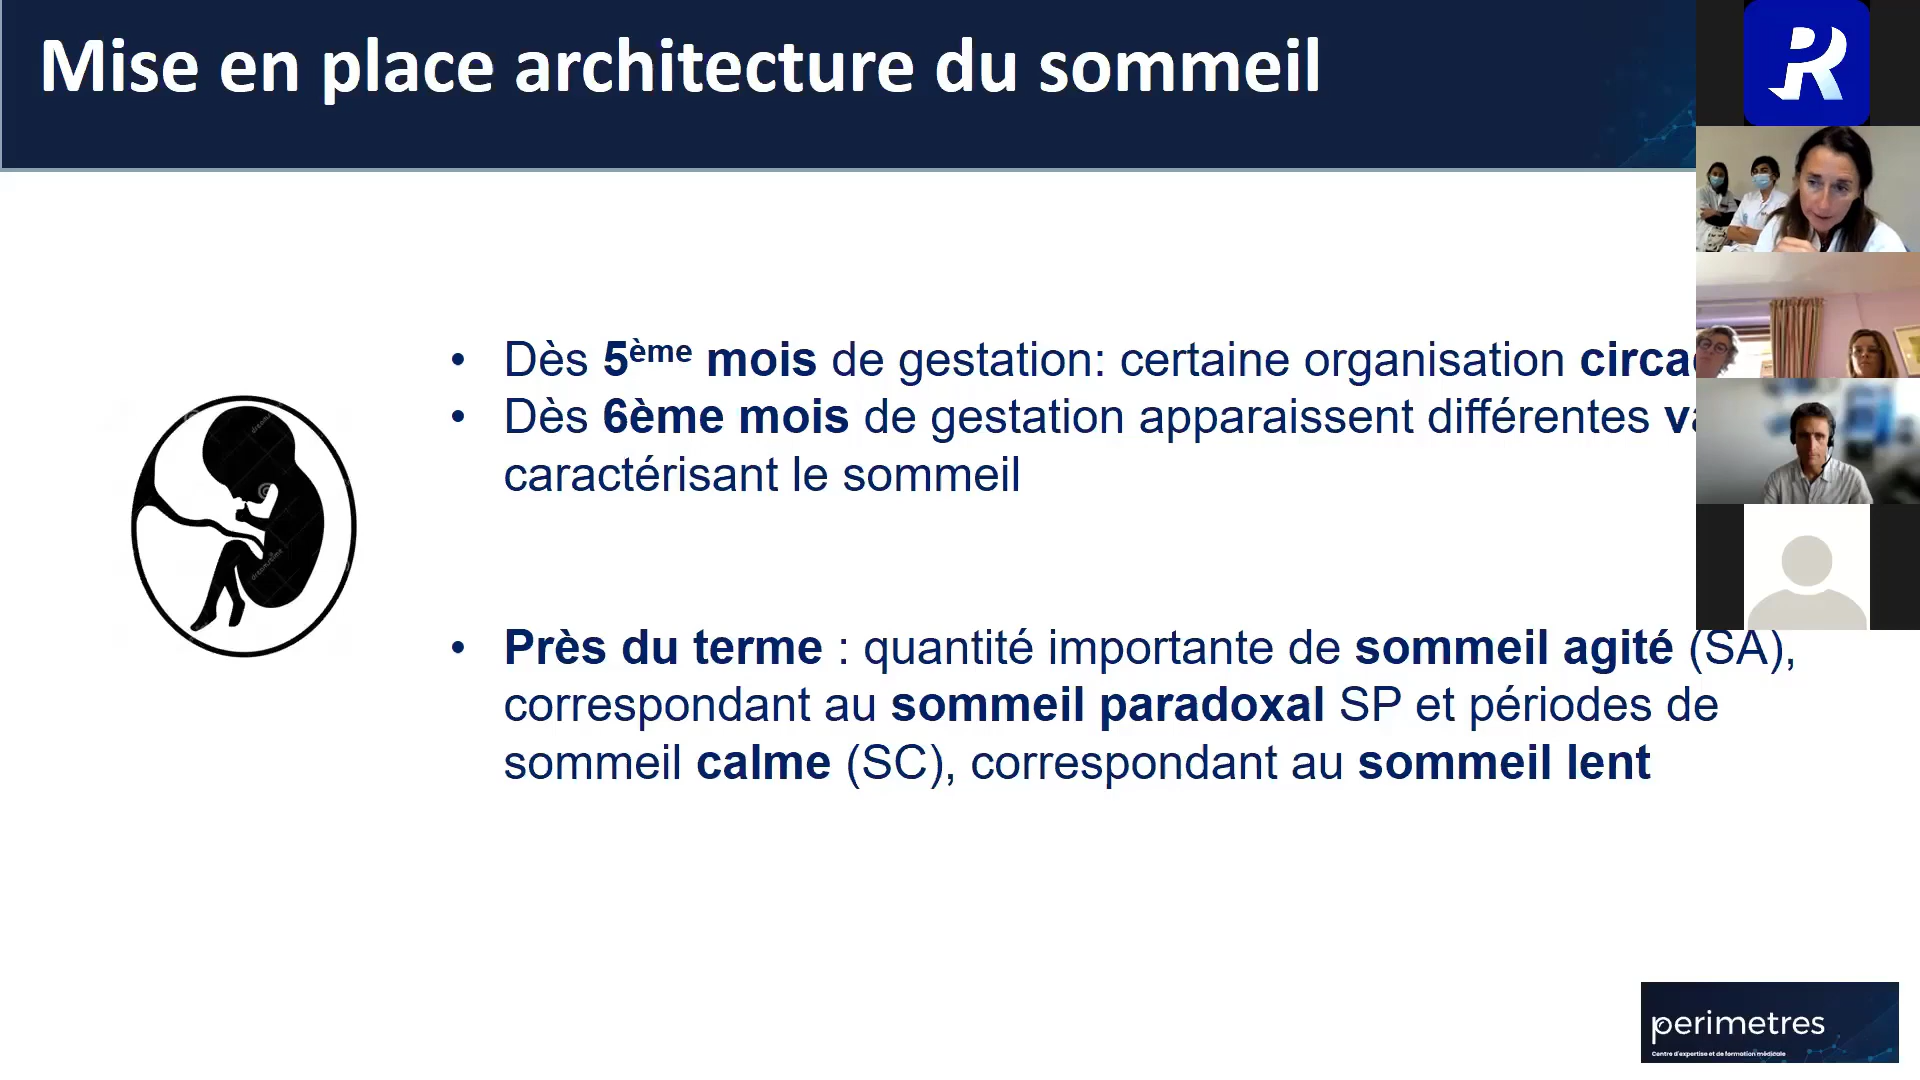 Mise en place architecture du sommeil
• Dès 5ème mois de gestation: certaine organisation
• Dès 6ème mois de gestation apparaissent différentes
caractérisant le sommeil
• Près du terme : quantité importante de sommeil agité (SA),
correspondant au sommeil paradoxal SP et périodes de
sommeil calme (SC), correspondant au sommeil lent
perimetres
Centre d'expertise et de formation médicale